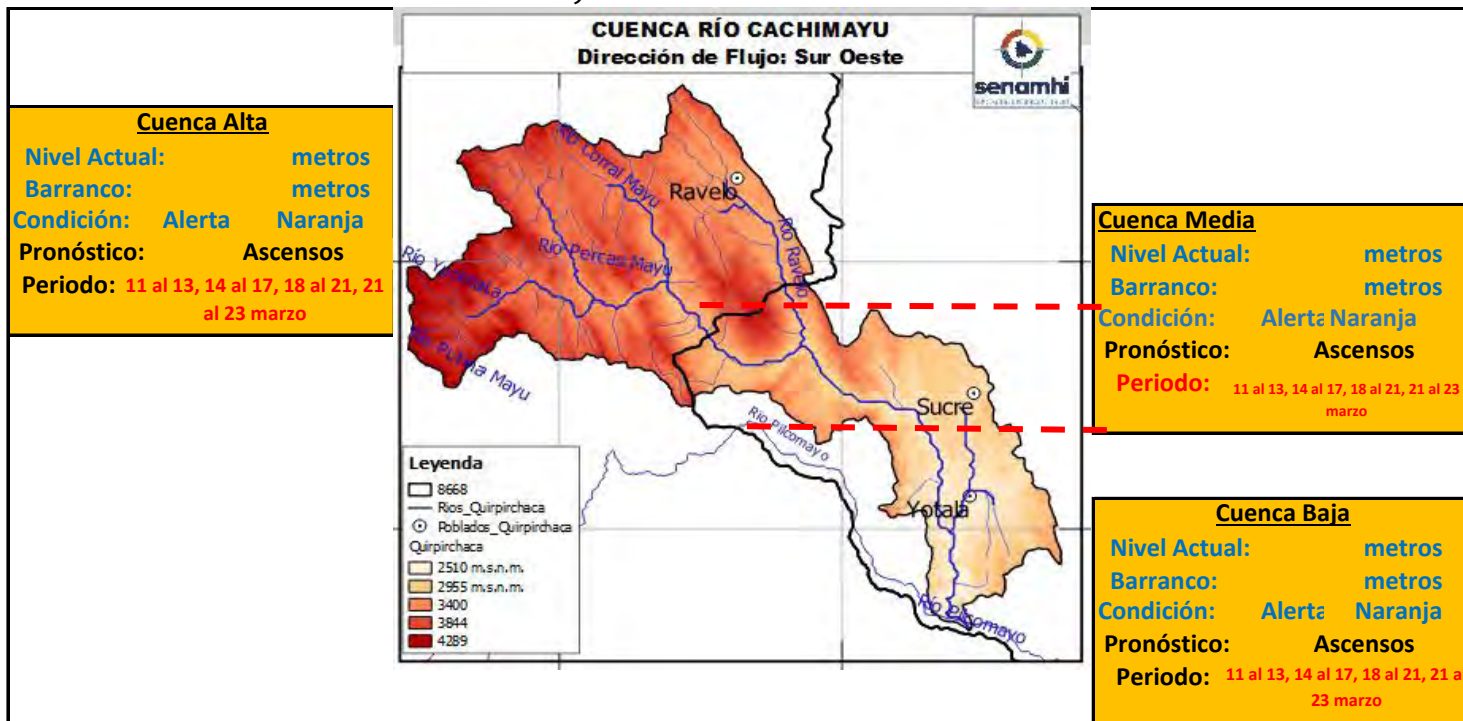 CUENCA RÍO CACHIMAYU
Dirección de Flujo: Sur Oeste
senamhi
Cuenca Alta
Nivel Actual: metros
Barranco: metros
Condición: Alerta Naranja
Pronóstico: Ascensos
Periodo: 11 al 13, 14 al 17, 18 al 21, 21
al 23 marzo
Río Corral Mayu
Ravelo
Río Ravelo
Río Percas Mayu
Río
Mayu
Sucre
Río Pilcomayo
Yotala
Río Pilcomayo
Leyenda
8668
Rios_Quirpirchaca
Poblados_Quirpirchaca
Quirpirchaca
2510 m.s.n.m.
2955 m.s.n.m.
3400
3844
4289
Cuenca Media
Nivel Actual: metros
Barranco: metros
Condición: Alerta Naranja
Pronóstico: Ascensos
Periodo: 11 al 13, 14 al 17, 18 al 21, 21 al 23
marzo
Cuenca Baja
Nivel Actual: metros
Barranco: metros
Condición: Alerta Naranja
Pronóstico: Ascensos
Periodo: 11 al 13, 14 al 17, 18 al 21, 21 a
23 marzo